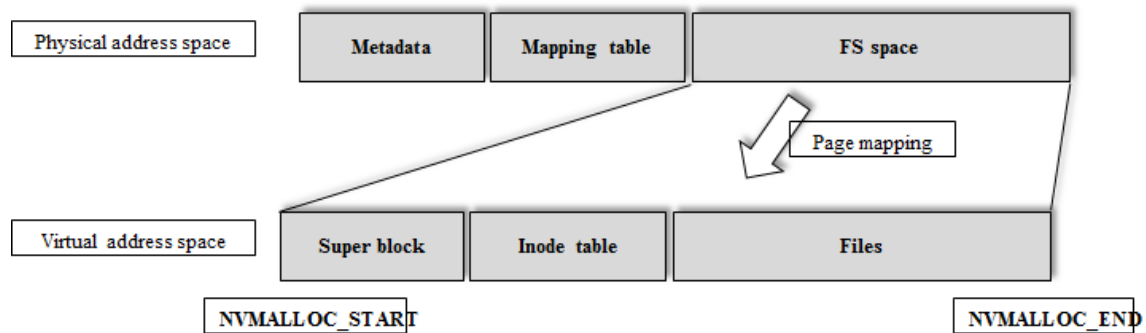 Physical address space
Metadata
Mapping table
FS space
Page mapping
Virtual address space
Super block
Inode table
Files
NVMALLOC_START
NVMALLOC_END